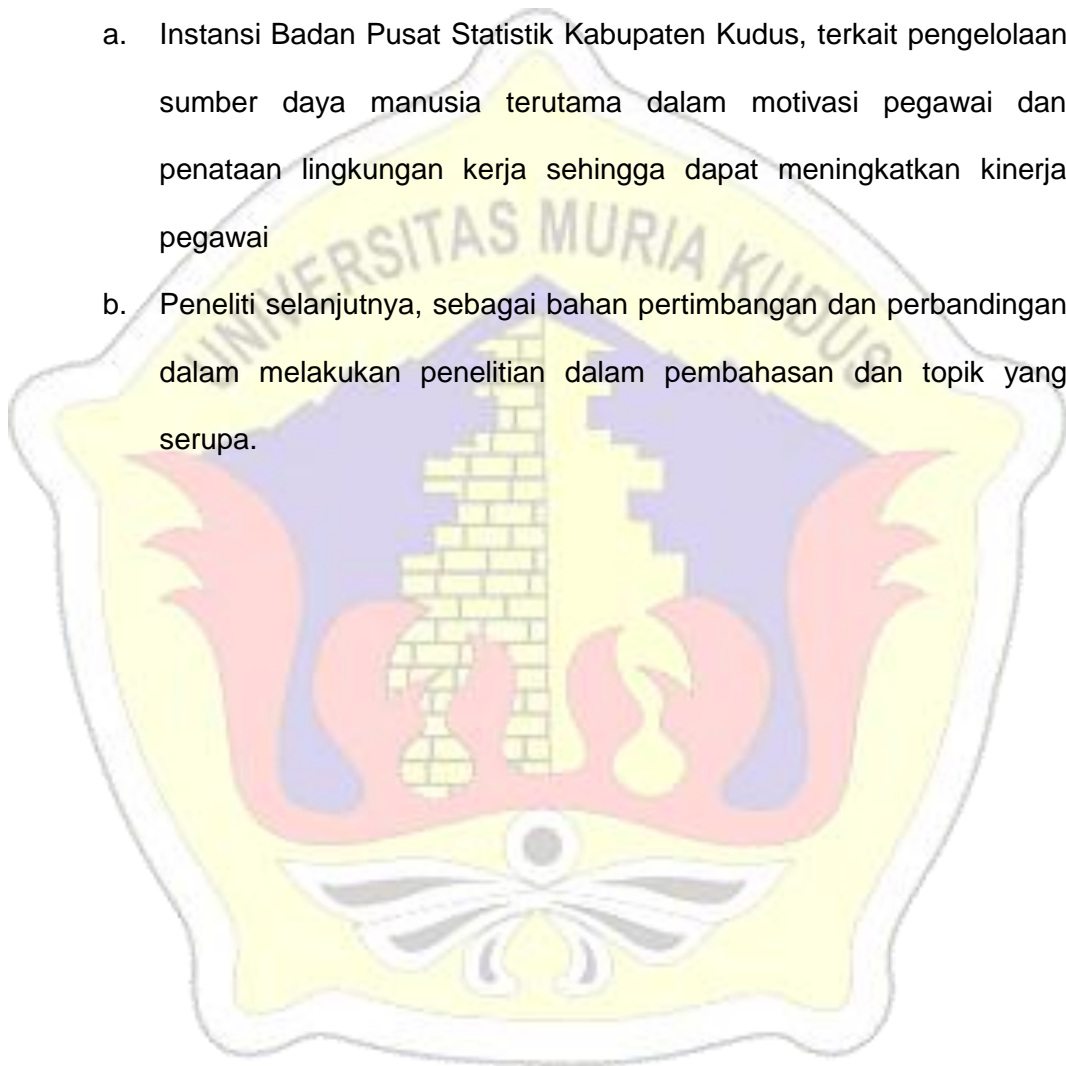 a. Instansi Badan Pusat Statistik Kabupaten Kudus, terkait pengelolaan
sumber daya manusia terutama dalam motivasi pegawai dan
penataan lingkungan kerja sehingga dapat meningkatkan kinerja
pegawai
UNIVERSITAS MURIA KUDUS
b. Peneliti selanjutnya, sebagai bahan pertimbangan dan perbandingan
dalam melakukan penelitian dalam pembahasan dan topik yang
serupa.